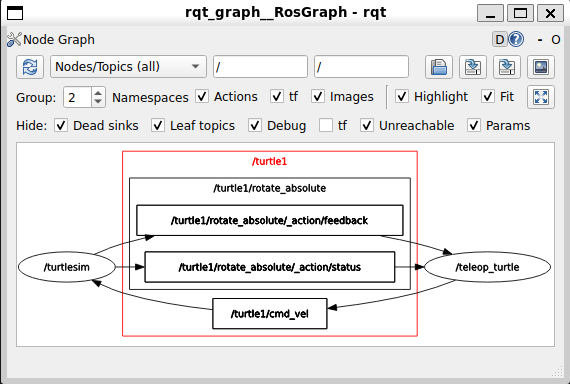 rqt_graph__RosGraph - rqt
Node Graph
D ? - O
Nodes/Topics (all) / /
Group: 2 Namespaces Actions tf Images Highlight Fit
Hide: Dead sinks Leaf topics Debug tf Unreachable Params
/turtle1
/turtle1/rotate_absolute
/turtle1/rotate_absolute/_action/feedback
/turtlesim /turtle1/rotate_absolute/_action/status /teleop_turtle
/turtle1/cmd_vel